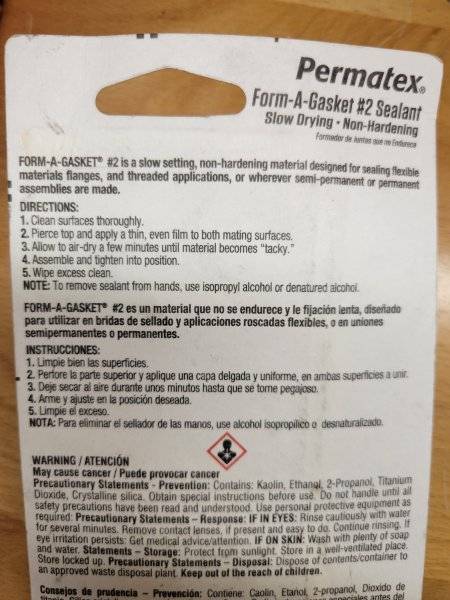 Permatex®
Form-A-Gasket #2 Sealant
Slow Drying • Non-Hardening
Formador de Juntas que no Endurece
FORM-A-GASKET® #2 is a slow setting, non-hardening material designed for sealing flexible
materials flanges, and threaded applications, or wherever semi-permanent or permanent
assemblies are made.
DIRECTIONS:
1. Clean surfaces thoroughly.
2. Pierce top and apply a thin, even film to both mating surfaces.
3. Allow to air-dry a few minutes until material becomes "tacky."
4. Assemble and tighten into position.
5. Wipe excess clean.
NOTE: To remove sealant from hands, use isopropyl alcohol or denatured alcohol.
FORM-A-GASKET® #2 es un material que no se endurece y le fijación lenta, diseñado
para utilizar en bridas de sellado y aplicaciones roscadas flexibles, o en uniones
semipermanentes o permanentes.
INSTRUCCIONES:
1. Limpie bien las superficies.
2. Perfore la parte superior y aplique una capa delgada y uniforme, en ambas superficies a unir.
3. Deje secar al aire durante unos minutos hasta que se torne pegajoso.
4. Arme y ajuste en la posición deseada.
5. Limpie el exceso.
NOTA: Para eliminar el sellador de las manos, use alcohol isopropílico o desnaturalizado.
WARNING / ATENCIÓN
May cause cancer / Puede provocar cancer
Precautionary Statements - Prevention: Contains: Kaolin, Ethanol, 2-Propanol, Titanium
Dioxide, Crystalline silica. Obtain special instructions before use. Do not handle until all
safety precautions have been read and understood. Use personal protective equipment as
required: Precautionary Statements – Response: IF IN EYES: Rinse cautiously with water
for several minutes. Remove contact lenses, if present and easy to do. Continue rinsing. If
eye irritation persists: Get medical advice/attention. IF ON SKIN: Wash with plenty of soap
and water. Statements – Storage: Protect from sunlight. Store in a well-ventilated place.
Store locked up. Precautionary Statements – Disposal: Dispose of contents/container to
an approved waste disposal plant. Keep out of the reach of children.
Consejos de prudencia – Prevención: Contiene: Caolín, Etanol, 2-propanol, Dioxido de